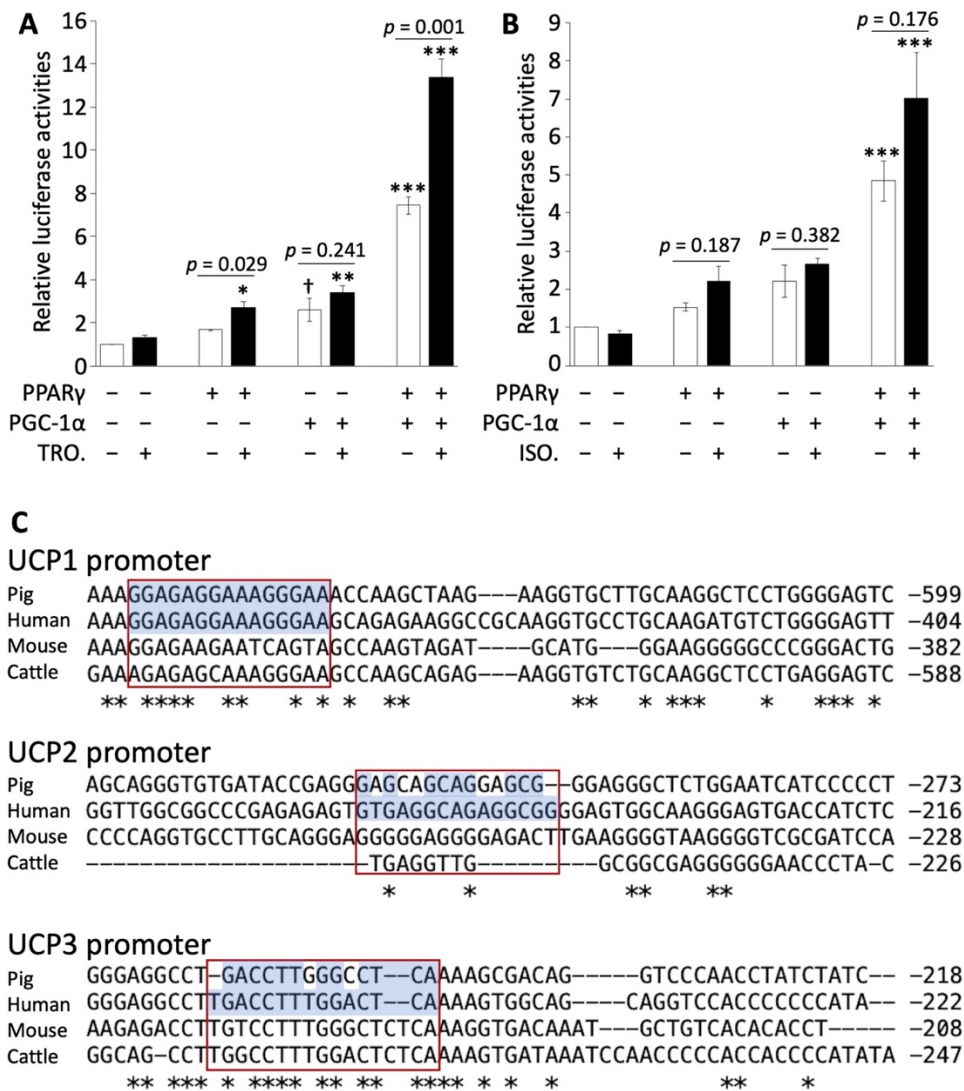 A
Relative luciferase activities
16
14
12
10
8
6
4
2
0
p = 0.029
*
p = 0.241
†
**
p = 0.001
***
***
PPARγ – – + + – – + +
PGC-1α – – – – + + + +
TRO. – + – + – + – +
B
Relative luciferase activities
9
8
7
6
5
4
3
2
1
0
p = 0.187
p = 0.382
p = 0.176
***
***
PPARγ – – + + – – + +
PGC-1α – – – – + + + +
ISO. – + – + – + – +
C
UCP1 promoter
Pig AAAGGAGAGGAAAGGGAAACCAAGCTAAG---AAGGTGCTTGCAAGGCTCCTGGGGAGTC -599
Human AAAGGAGAGGAAAGGGAAGCAGAGAAGGCCGCAAGGTGCCTGCAAGATGTCTGGGGAGTT -404
Mouse AAAGGAGAAGAATCAGTAGCCAAGTAGAT---GCATG---GGAAGGGGGCCCGGGACTG -382
Cattle GAAAGAGAGCAAAGGGAAGCCAAGCAGAG---AAGGTGTCTGCAAGGCTCCTGAGGAGTC -588
** **** ** * * * ** ** * *** * *** *
UCP2 promoter
Pig AGCAGGGTGTGATACCGAGGGAGCAGCAGGAGCG--GGAGGGCTCTGGAATCATCCCCCT -273
Human GGTTGGCGGCCCGAGAGAGTGTGAGGCAGAGGCGGGGAGTGGCAAGGGAGTGACCATCTC -216
Mouse CCCCAGGTGCCTTGCAGGGAGGGGGAGGGGAGACTTGAAGGGGTAAGGGGTCGCGATCCA -228
Cattle ---------------------TGAGGTTG---------GCGGCGAGGGGGGAACCCTA-C -226
* * ** **
UCP3 promoter
Pig GGGAGGCCT-GACCTTGGGCCT--CAAAAGCGACAG-----GTCCCAACCTATCTATC-- -218
Human GGGAGGCCTTGACCTTTGGACT--CAAAAGTGGCAG-----CAGGTCCACCCCCCCATA- -222
Mouse AAGAGACCTTGTCCTTTGGGCTCTCAAAGGTGACAAAT---GCTGTCACACACCT----- -208
Cattle GGCAG-CCTTGGCCTTTGGACTCTCAAAAGTGATAAATCCAACCCCCACCACCCCATATA -247
** *** * **** ** ** **** * * * ** *